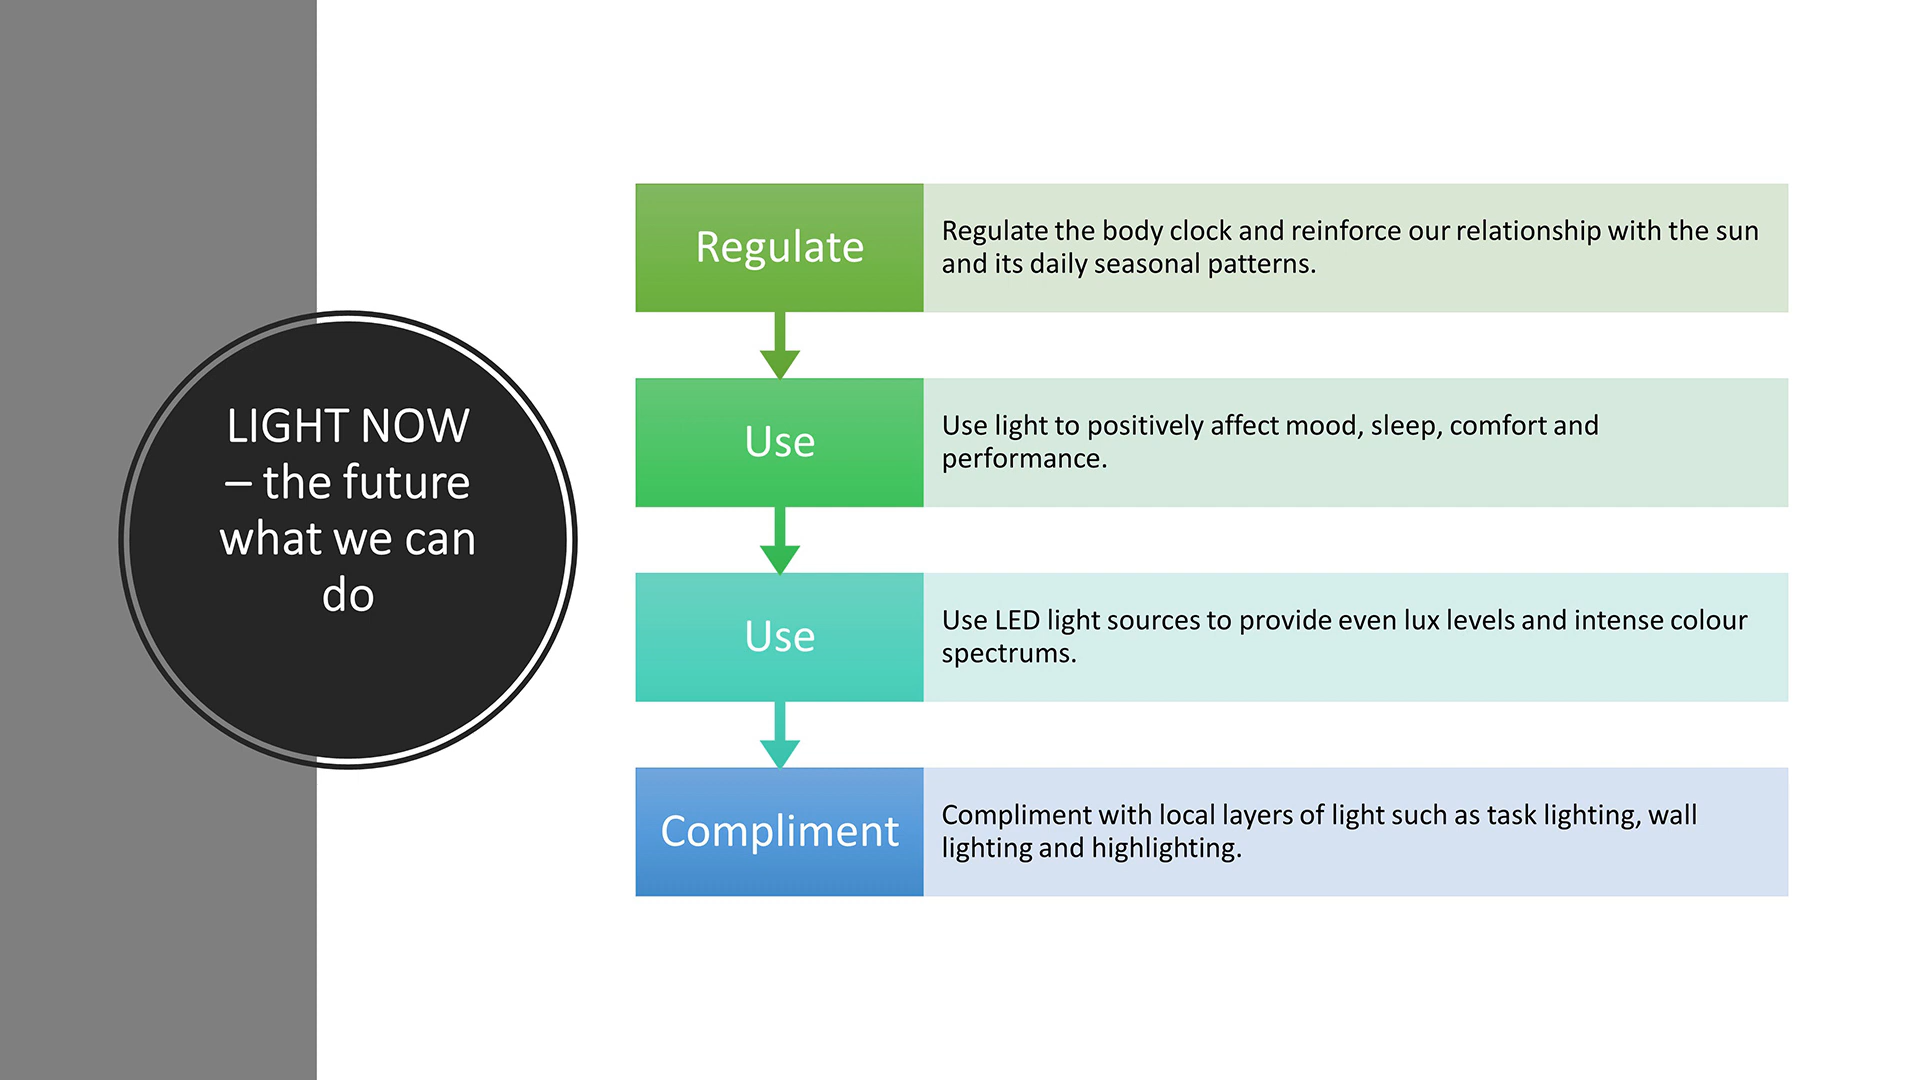 LIGHT NOW
– the future
what we can
do
Regulate
Regulate the body clock and reinforce our relationship with the sun
and its daily seasonal patterns.
Use
Use light to positively affect mood, sleep, comfort and
performance.
Use
Use LED light sources to provide even lux levels and intense colour
spectrums.
Compliment
Compliment with local layers of light such as task lighting, wall
lighting and highlighting.